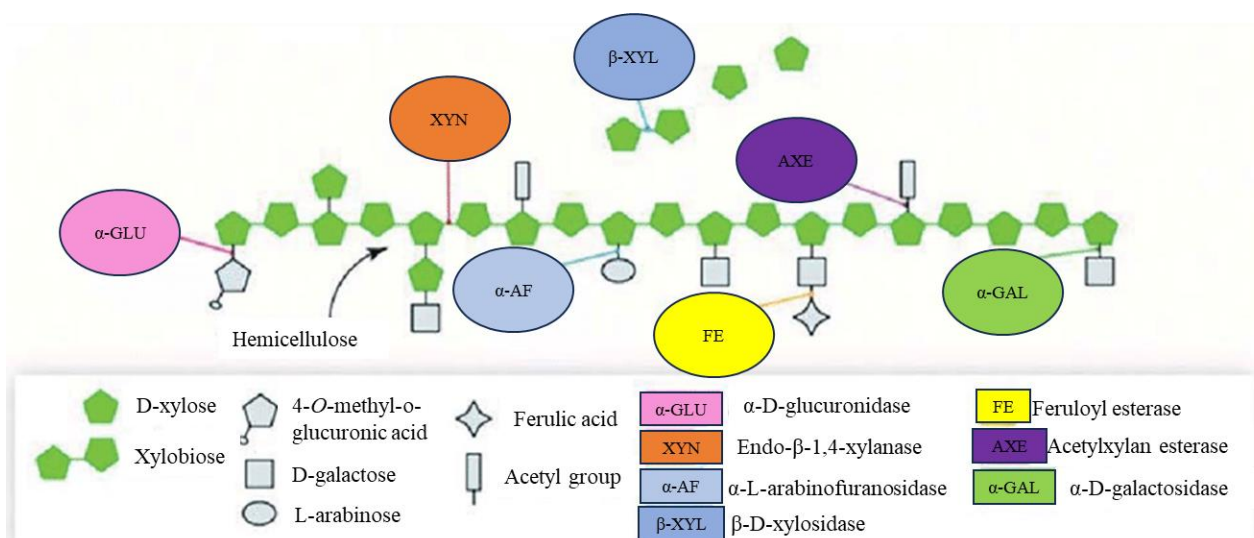 β-XYL
XYN
AXE
α-GLU
α-AF
α-GAL
FE
Hemicellulose
D-xylose
Xylobiose
4-O-methyl-o-
glucuronic acid
D-galactose
L-arabinose
Ferulic acid
Acetyl group
α-GLU α-D-glucuronidase
XYN Endo-β-1,4-xylanase
α-AF α-L-arabinofuranosidase
β-XYL β-D-xylosidase
FE Feruloyl esterase
AXE Acetylxylan esterase
α-GAL α-D-galactosidase